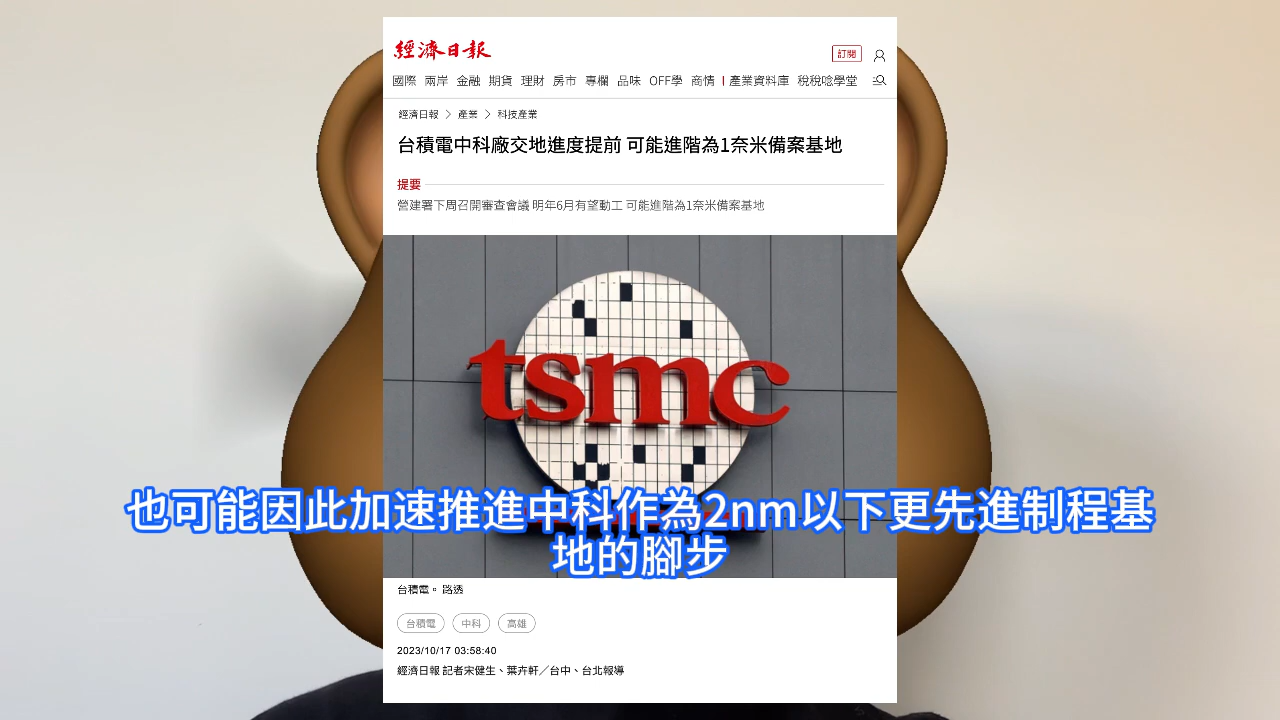 經濟日報
訂閱
國際 兩岸 金融 期貨 理財 房市 專欄 品味 OFF學 商情 產業資料庫 稅稅唸學堂
經濟日報 > 產業 > 科技產業
台積電中科廠交地進度提前 可能進階為1奈米備案基地
提要
營建署下周召開審查會議 明年6月有望動工 可能進階為1奈米備案基地
tsmc
也可能因此加速推進中科作為2nm以下更先進制程基
地的腳步
台積電。 路透
台積電 中科 高雄
2023/10/17 03:58:40
經濟日報 記者宋健生、葉卉軒／台中、台北報導